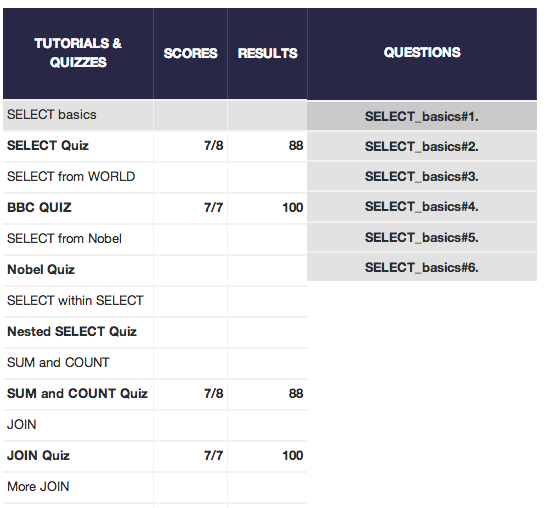 TUTORIALS & QUIZZES SCORES RESULTS QUESTIONS
SELECT basics SELECT_basics#1.
SELECT Quiz 7/8 88 SELECT_basics#2.
SELECT from WORLD SELECT_basics#3.
BBC QUIZ 7/7 100 SELECT_basics#4.
SELECT from Nobel SELECT_basics#5.
Nobel Quiz SELECT_basics#6.
SELECT within SELECT
Nested SELECT Quiz
SUM and COUNT
SUM and COUNT Quiz 7/8 88
JOIN
JOIN Quiz 7/7 100
More JOIN